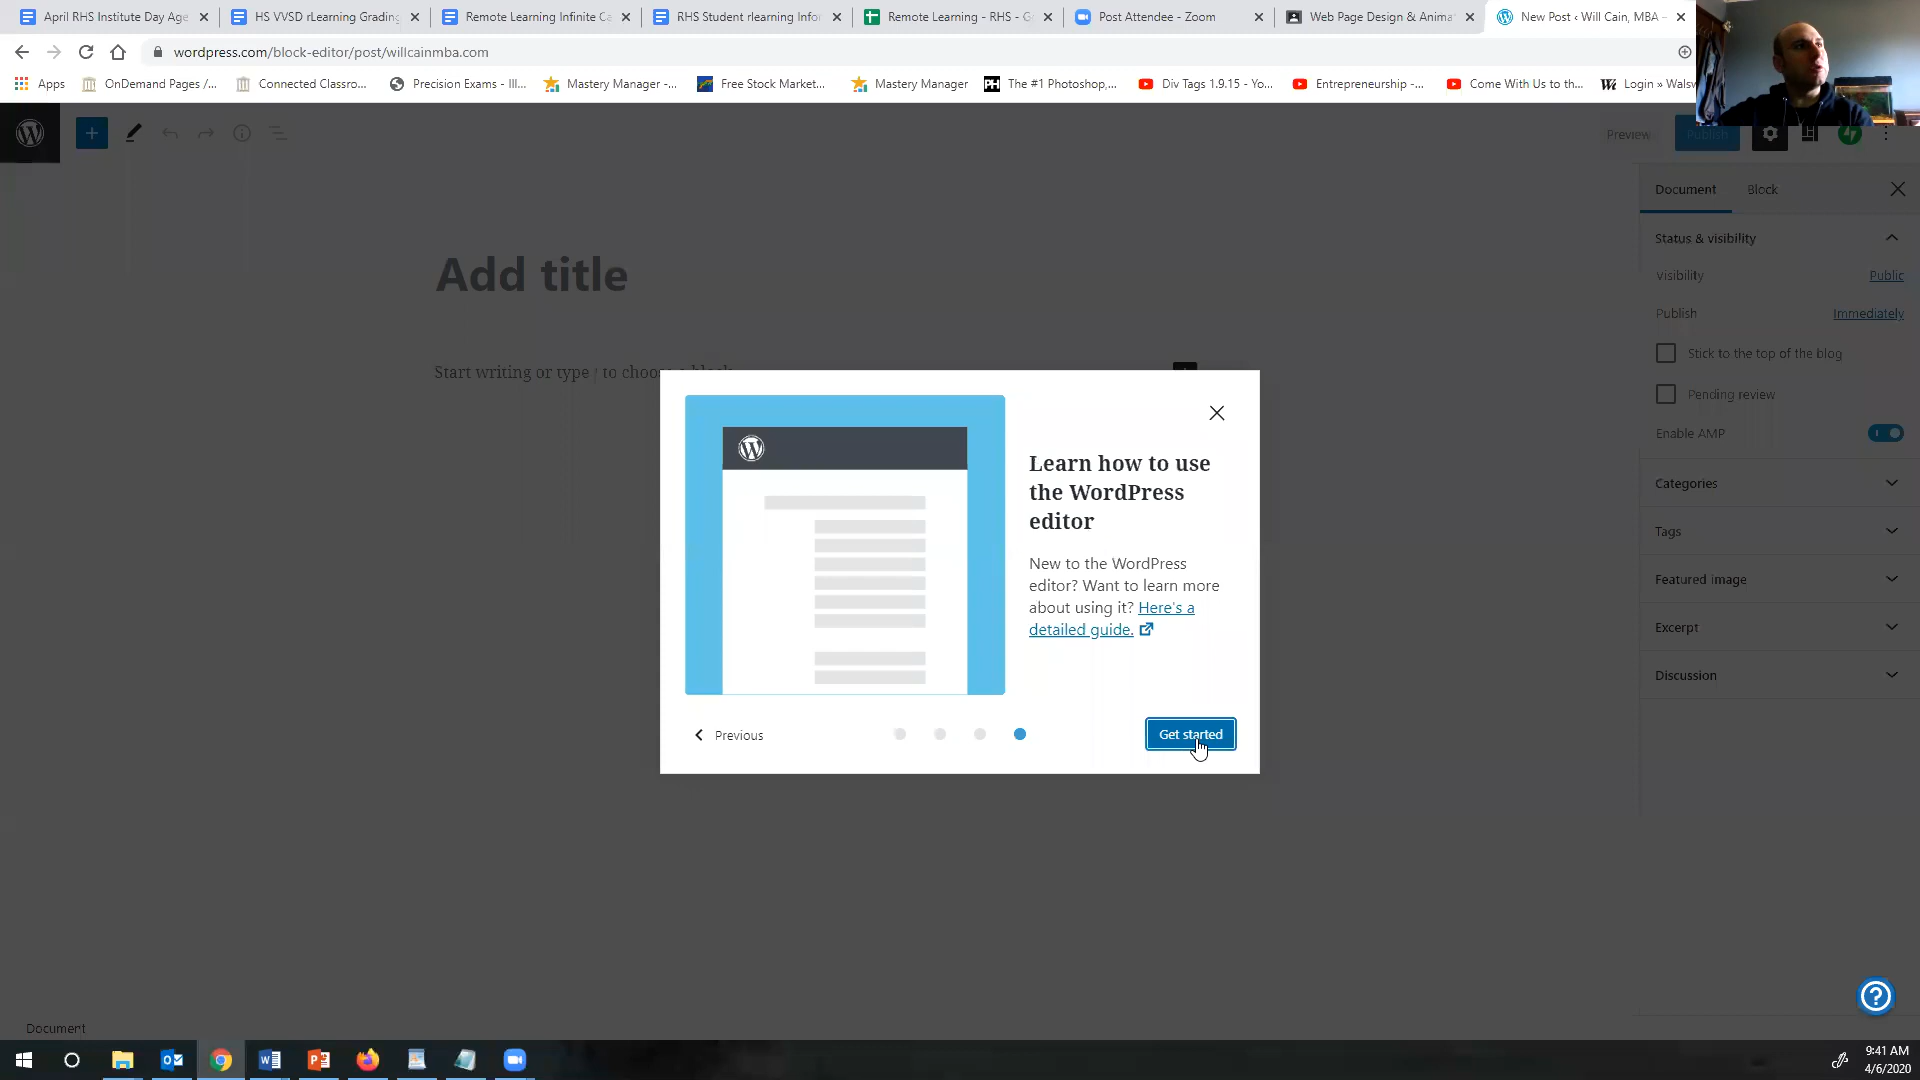 April RHS Institute Day Age
HS VVSD rLearning Grading
Remote Learning Infinite Ca
RHS Student rlearning Info
Remote Learning - RHS - G
Post Attendee - Zoom
Web Page Design & Anima
New Post ‹ Will Cain, MBA —
wordpress.com/block-editor/post/willcainmba.com
Apps
OnDemand Pages /...
Connected Classro...
Precision Exams - Ill...
Mastery Manager -...
Free Stock Market...
Mastery Manager
PH
The #1 Photoshop,...
Div Tags 1.9.15 - Yo...
Entrepreneurship -...
Come With Us to th...
Login » Walsw
Preview
Publish
Document
Block
Status & visibility
Visibility
Public
Publish
Immediately
Stick to the top of the blog
Pending review
Enable AMP
Categories
Tags
Featured image
Excerpt
Discussion
Add title
Start writing or type / to choose a block
Learn how to use
the WordPress
editor
New to the WordPress
editor? Want to learn more
about using it? Here's a
detailed guide.
Previous
Get started
Document
9:41 AM
4/6/2020